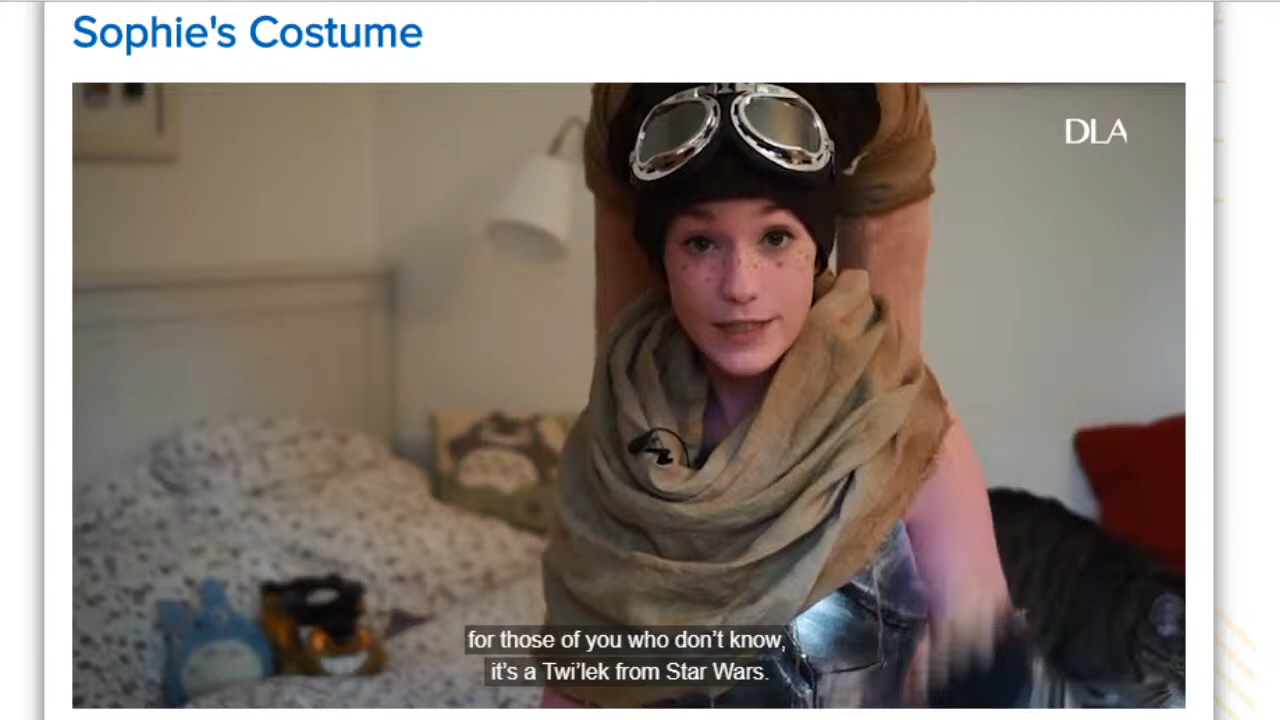 Sophie's Costume
DLA
for those of you who don't know,
it's a Twi'lek from Star Wars.